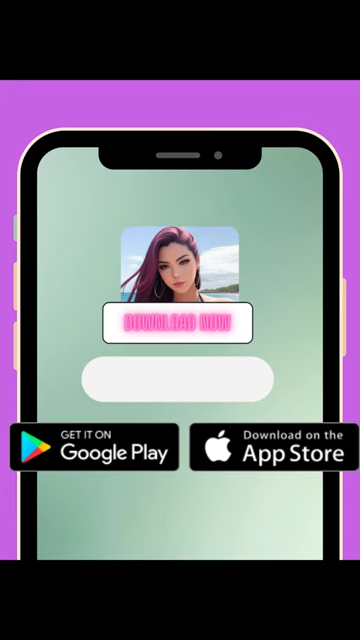 DOWNLOAD NOW
GET IT ON
Google Play
Download on the
App Store